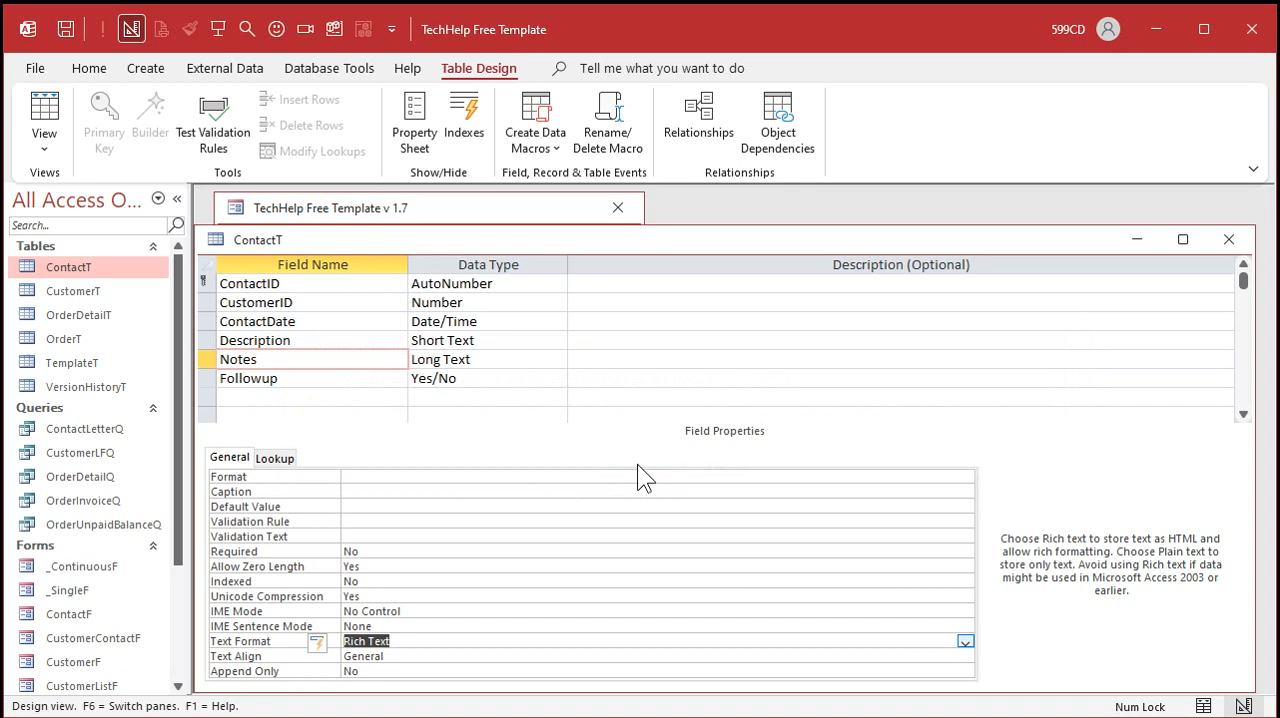 TechHelp Free Template
599CD
File Home Create External Data Database Tools Help Table Design Tell me what you want to do
View
Primary Key
Builder
Test Validation Rules
Insert Rows
Delete Rows
Modify Lookups
Property Sheet
Indexes
Create Data Macros
Rename/ Delete Macro
Relationships
Object Dependencies
Views Tools Show/Hide Field, Record & Table Events Relationships
All Access O...
Search...
Tables
ContactT
CustomerT
OrderDetailT
OrderT
TemplateT
VersionHistoryT
Queries
ContactLetterQ
CustomerLFQ
OrderDetailQ
OrderInvoiceQ
OrderUnpaidBalanceQ
Forms
_ContinuousF
_SingleF
ContactF
CustomerContactF
CustomerF
CustomerListF
TechHelp Free Template v 1.7
ContactT
Field Name Data Type Description (Optional)
ContactID AutoNumber
CustomerID Number
ContactDate Date/Time
Description Short Text
Notes Long Text
Followup Yes/No
Field Properties
General Lookup
Format
Caption
Default Value
Validation Rule
Validation Text
Required No
Allow Zero Length Yes
Indexed No
Unicode Compression Yes
IME Mode No Control
IME Sentence Mode None
Text Format Rich Text
Text Align General
Append Only No
Choose Rich text to store text as HTML and
allow rich formatting. Choose Plain text to
store only text. Avoid using Rich text if data
might be used in Microsoft Access 2003 or
earlier.
Design view. F6 = Switch panes. F1 = Help.
Num Lock